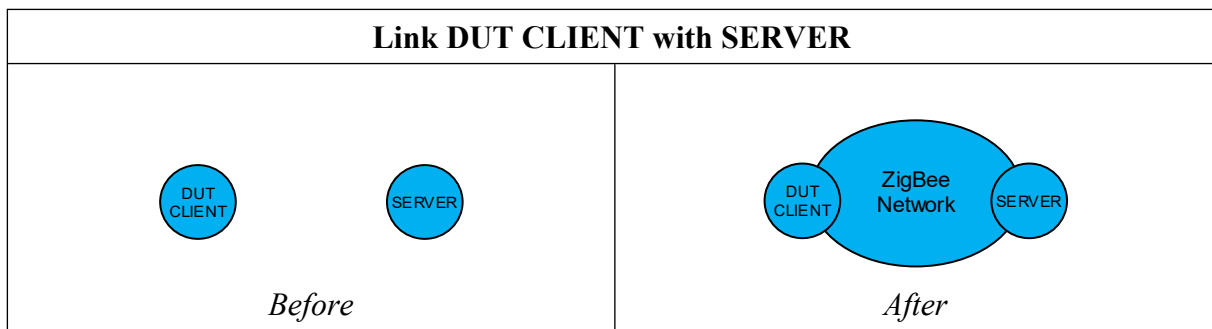 Link DUT CLIENT with SERVER
DUT
CLIENT
SERVER
Before
DUT
CLIENT
ZigBee
Network
SERVER
After